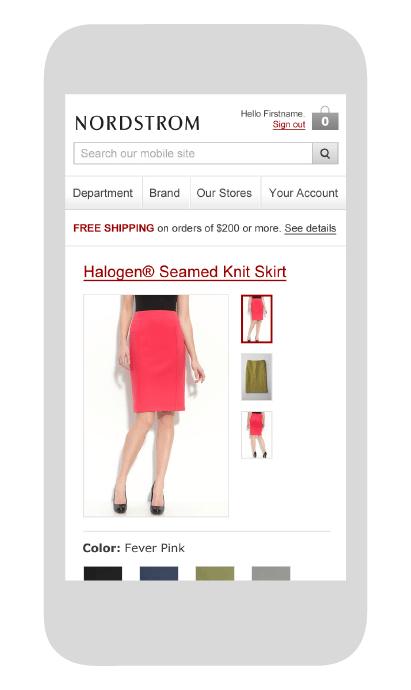 Hello Firstname.
NORDSTROM
Sign out
0
Search our mobile site
Department Brand Our Stores Your Account
FREE SHIPPING on orders of $200 or more. See details
Halogen® Seamed Knit Skirt
Color: Fever Pink